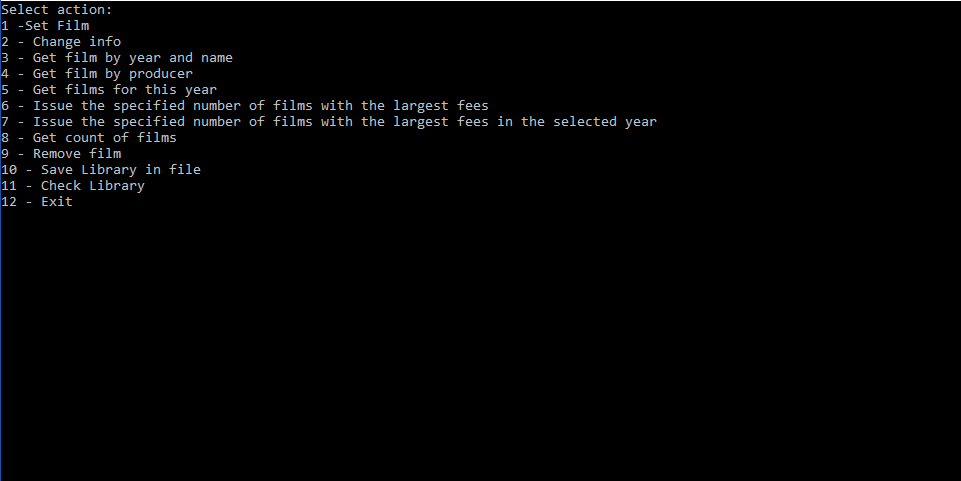 Select action:
1 -Set Film
2 - Change info
3 - Get film by year and name
4 - Get film by producer
5 - Get films for this year
6 - Issue the specified number of films with the largest fees
7 - Issue the specified number of films with the largest fees in the selected year
8 - Get count of films
9 - Remove film
10 - Save Library in file
11 - Check Library
12 - Exit